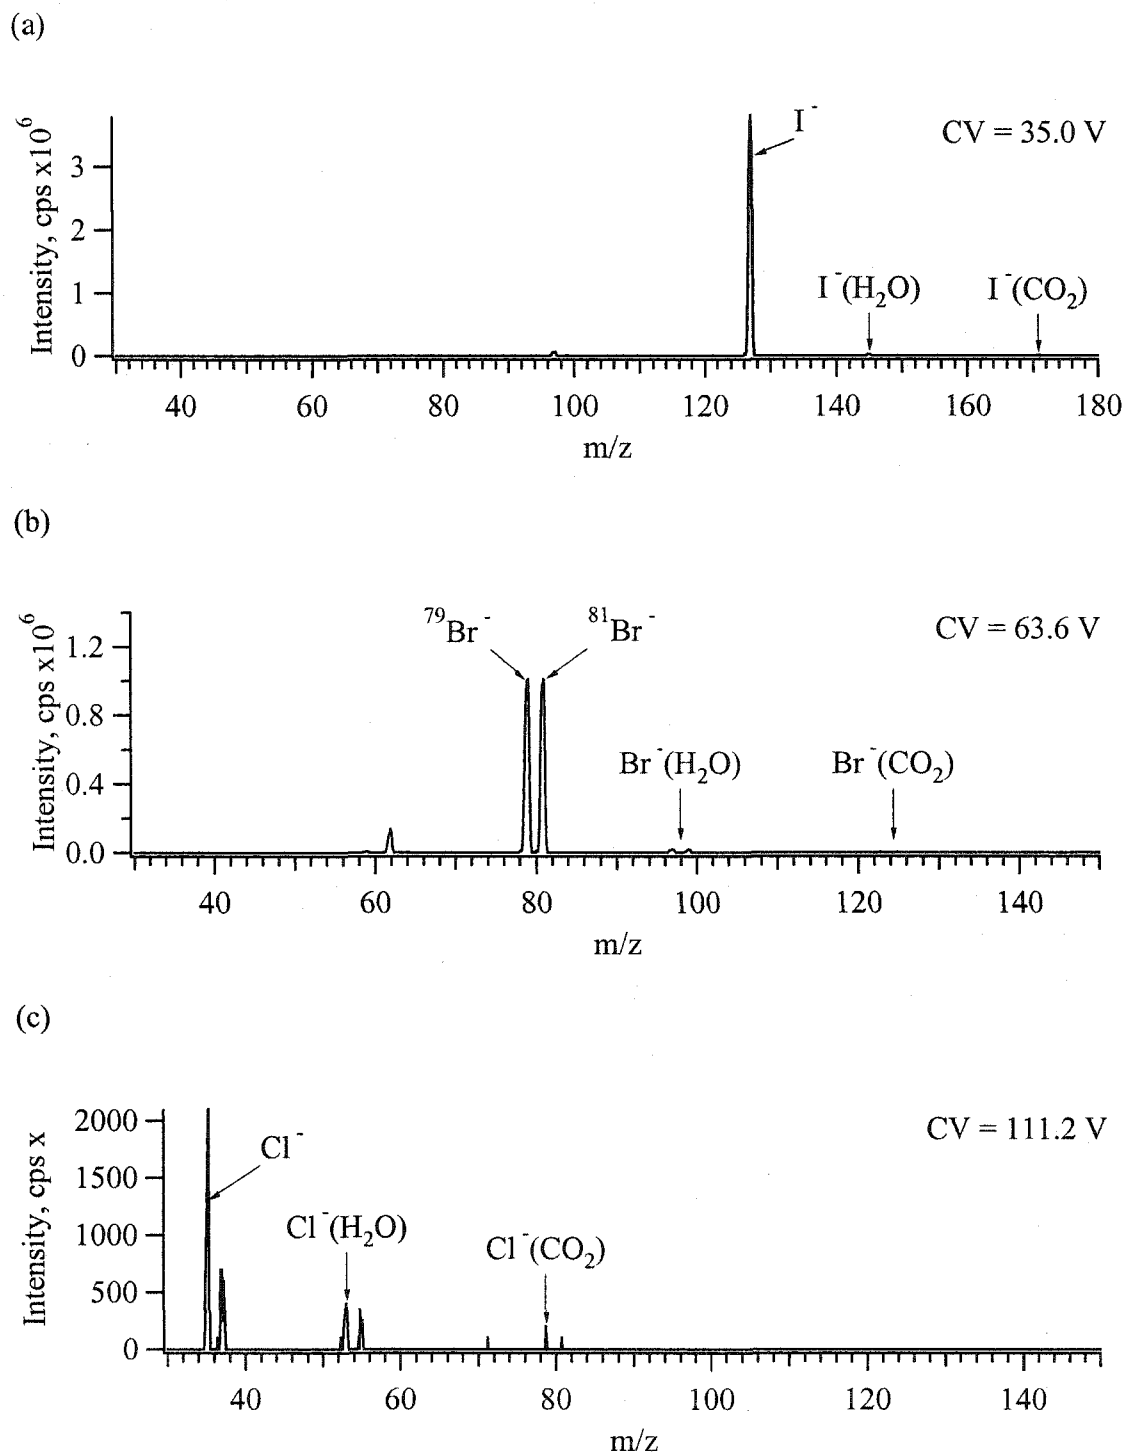 (a)
I⁻
CV = 35.0 V
Intensity, cps x10⁶
3
2
1
0
I⁻(H₂O)
I⁻(CO₂)
40 60 80 100 120 140 160 180
m/z
(b)
⁷⁹Br⁻
⁸¹Br⁻
CV = 63.6 V
Intensity, cps x10⁶
1.2
0.8
0.4
0.0
Br⁻(H₂O)
Br⁻(CO₂)
40 60 80 100 120 140
m/z
(c)
CV = 111.2 V
Intensity, cps x
2000
1500
1000
500
0
Cl⁻
Cl⁻(H₂O)
Cl⁻(CO₂)
40 60 80 100 120 140
m/z